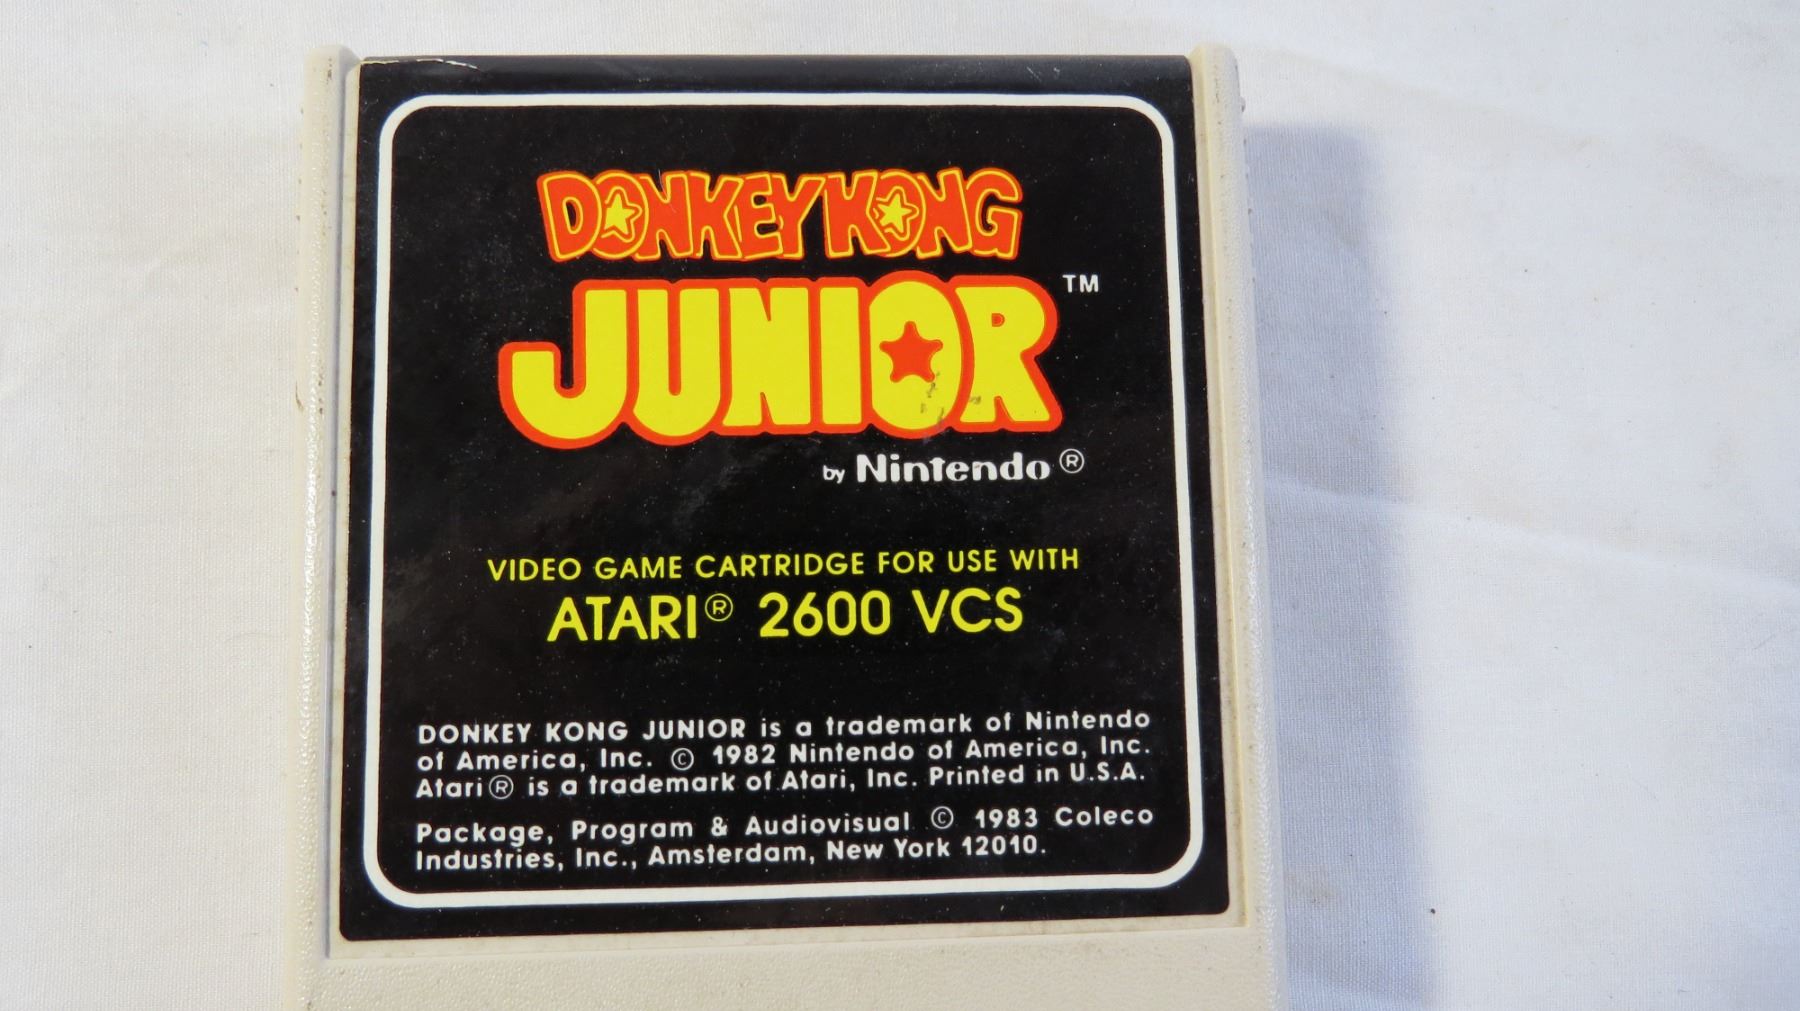 DONKEY KONG
JUNIOR™
by Nintendo®
VIDEO GAME CARTRIDGE FOR USE WITH
ATARI® 2600 VCS
DONKEY KONG JUNIOR is a trademark of Nintendo
of America, Inc. © 1982 Nintendo of America, Inc.
Atari® is a trademark of Atari, Inc. Printed in U.S.A.
Package, Program & Audiovisual © 1983 Coleco
Industries, Inc., Amsterdam, New York 12010.